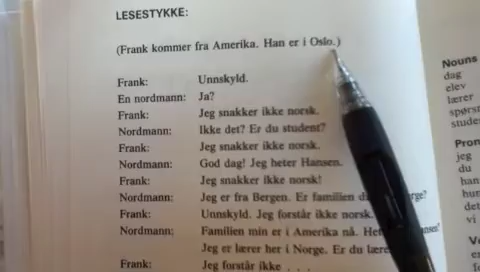 LESESTYKKE:
(Frank kommer fra Amerika. Han er i Oslo.)
Frank: Unnskyld.
En nordmann: Ja?
Frank: Jeg snakker ikke norsk.
Nordmann: Ikke det? Er du student?
Frank: Jeg snakker ikke norsk.
Nordmann: God dag! Jeg heter Hansen.
Frank: Jeg snakker ikke norsk!
Nordmann: Jeg er fra Bergen. Er familien
Frank: Unnskyld. Jeg forstår ikke norsk.
Nordmann: Familien min er i Amerika nå.
Jeg er lærer her i Norge. Er du
Frank: Jeg forstår ikke . . .
Nouns
dag
elev
lærer
jeg
du
han
det
vi